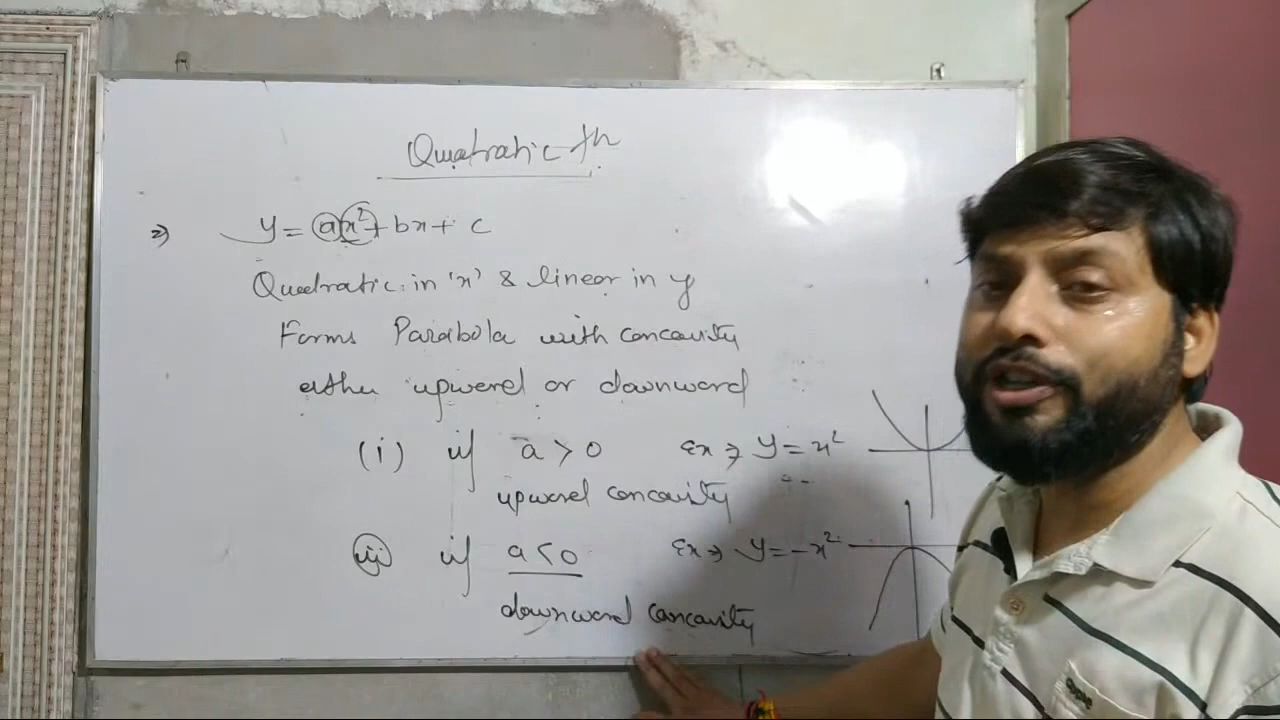 Quadratic fn
⇒ y = ax² + bx + c
Quadratic in 'x' & linear in y
Forms Parabola with concavity
either upward or downward
(i) if a > 0 Ex ⇒ y = x²
upward concavity
(ii) if a < 0 Ex ⇒ y = -x²
downward concavity